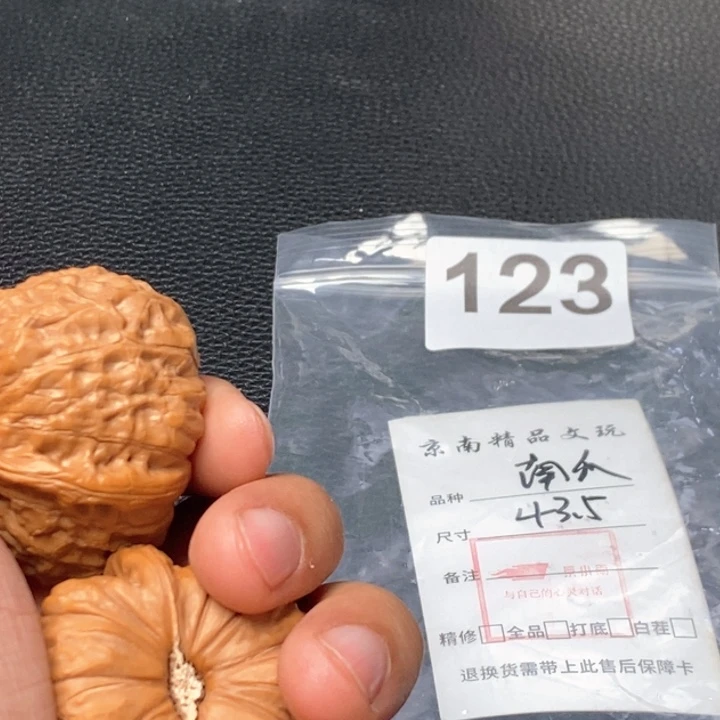 123
京南精品文玩
品种 南瓜
尺寸 43.5
备注
与自己的心灵对话
精修□全品□打底□白茬□
退换货需带上此售后保障卡